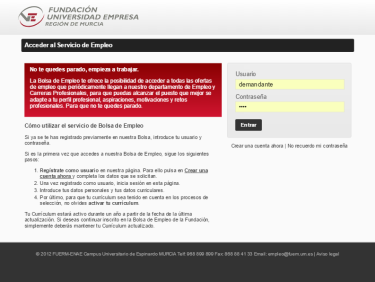 FUNDACIÓN
UNIVERSIDAD EMPRESA
REGIÓN DE MURCIA
Acceder al Servicio de Empleo
No te quedes parado, empieza a trabajar.
La Bolsa de Empleo te ofrece la posibilidad de acceder a todas las ofertas
de empleo que periódicamente llegan a nuestro departamento de Empleo y
Carreras Profesionales, para que puedas alcanzar el puesto que mejor se
adapte a tu perfil profesional, aspiraciones, motivaciones y retos
profesionales. Para que no te quedes parado.
Usuario
demandante
Contraseña
••••
Entrar
Crear una cuenta ahora | No recuerdo mi contraseña
Cómo utilizar el servicio de Bolsa de Empleo
Si ya se te has registrado previamente en nuestra Bolsa, introduce tu usuario y
contraseña.
Si es la primera vez que accedes a nuestra Bolsa de Empleo, sigue los siguientes
pasos:
1. Regístrate como usuario en nuestra página. Para ello pulsa en Crear una
cuenta ahora y completa los datos que se solicitan.
2. Una vez registrado como usuario, inicia sesión en esta página.
3. Introduce tus datos personales y tus datos curriculares.
4. Por último, para que tu currículum sea tenido en cuenta en los procesos de
selección, no olvides activar tu currículum.
Tu Currículum estará activo durante un año a partir de la fecha de la última
actualización. Si deseas continuar inscrito en la Bolsa de Empleo de la Fundación,
simplemente deberás mantener tu Currículum actualizado.
© 2012 FUERM-ENAE Campus Universitario de Espinardo MURCIA Telf: 968 899 899 Fax: 968 88 41 33 Email: empleo@fuerm.um.es | Aviso legal